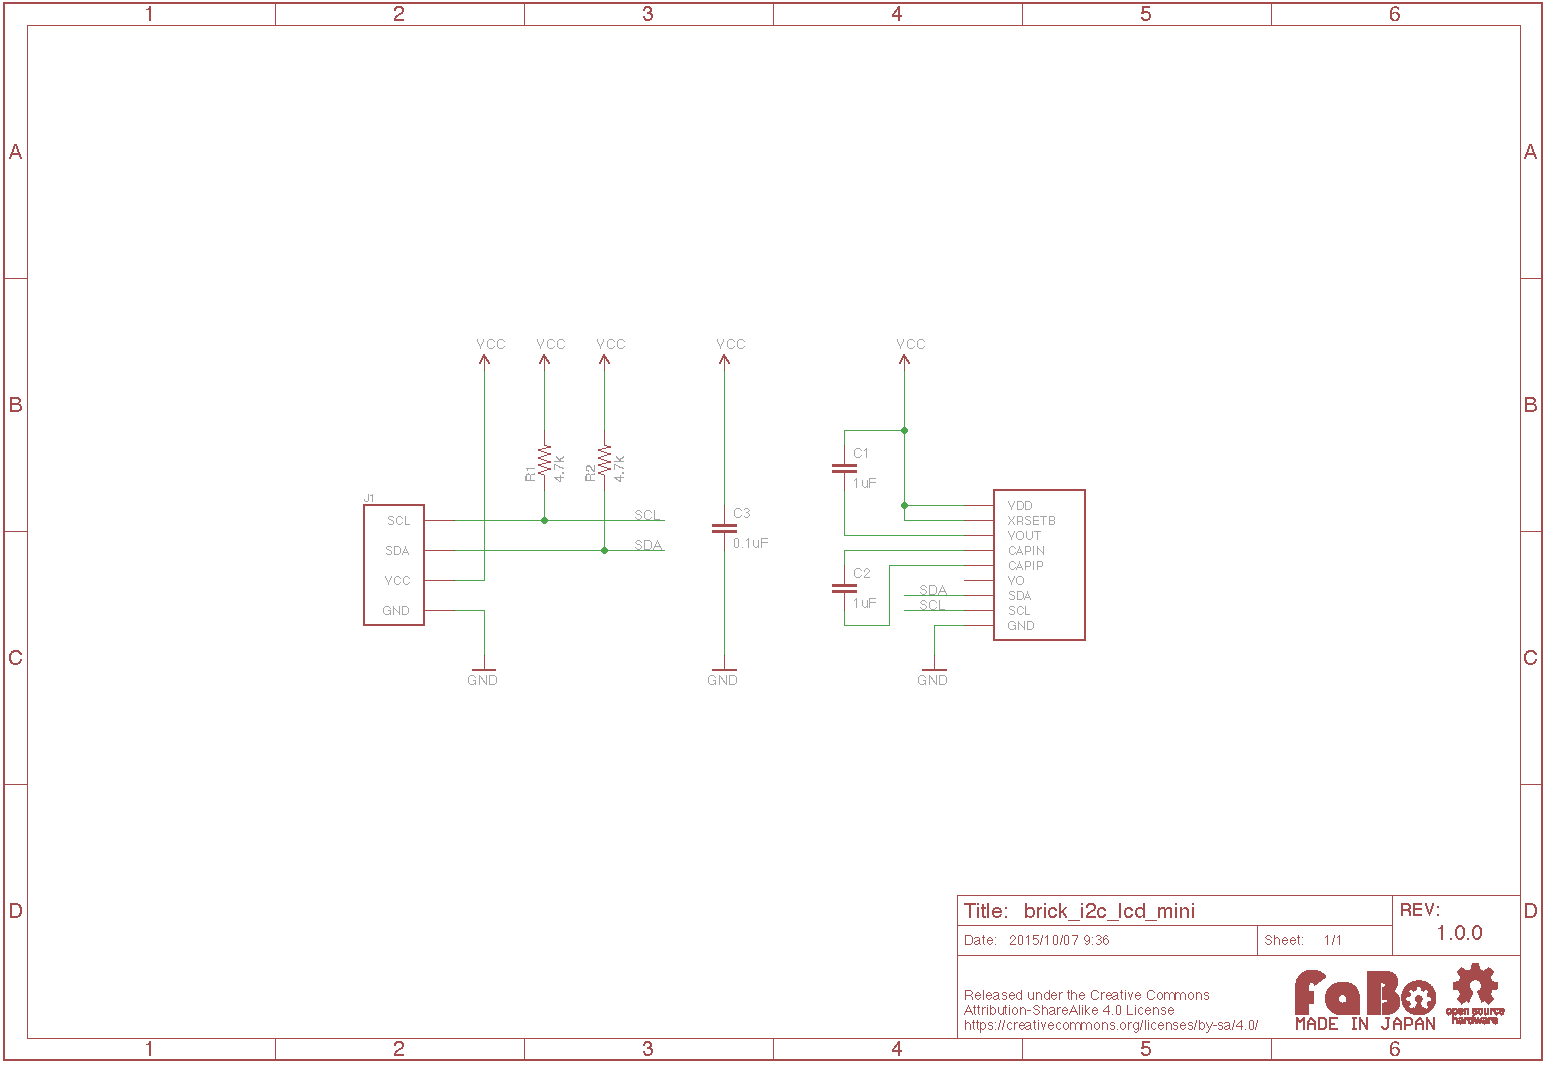 1 2 3 4 5 6
A A
B B
C C
D D
VCC VCC VCC VCC VCC
R1 4.7k R2 4.7k
C1
1uF
J1
SCL
SDA
VCC
GND
SCL
SDA
C3
0.1uF
C2
1uF
SDA
SCL
VDD
XRSETB
VOUT
CAPIN
CAPIP
VO
SDA
SCL
GND
GND GND GND
Title: brick_i2c_lcd_mini
REV:
1.0.0
Date: 2015/10/07 9:36
Sheet: 1/1
Released under the Creative Commons
Attribution-ShareAlike 4.0 License
https://creativecommons.org/licenses/by-sa/4.0/
FaBo
MADE IN JAPAN
open source
hardware
1 2 3 4 5 6